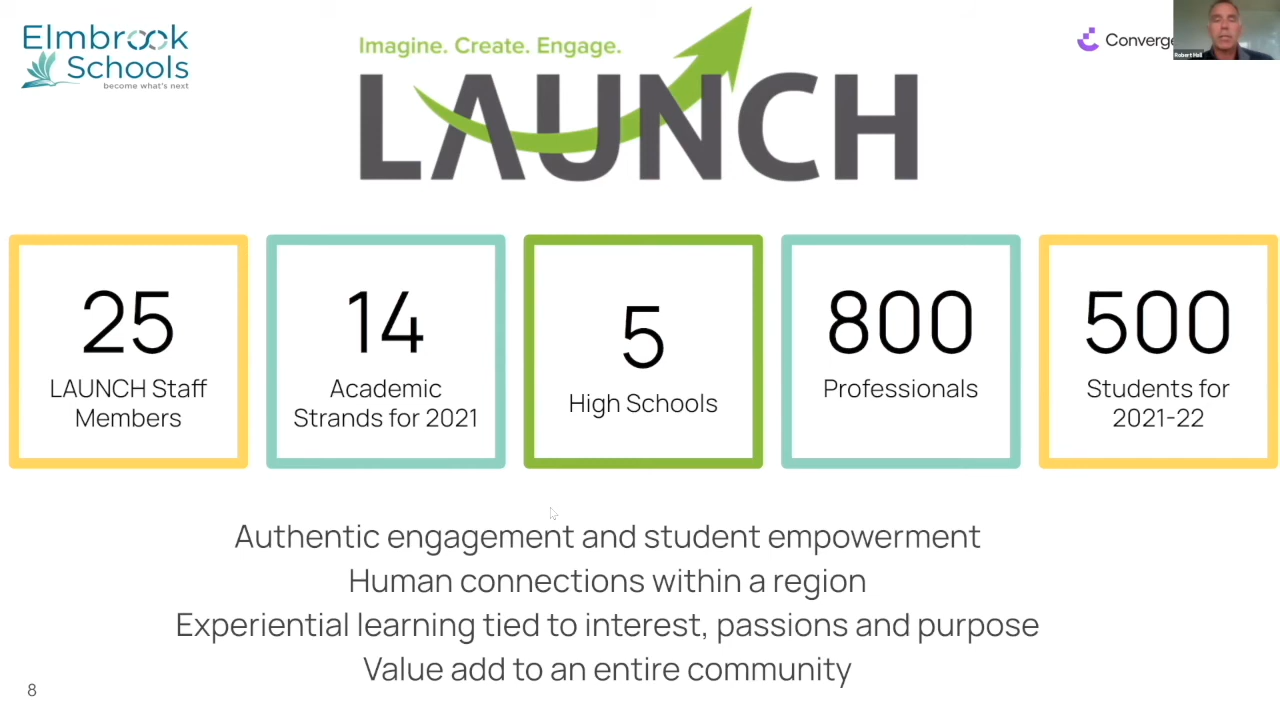 Elmbrook
Schools
become what's next
Imagine. Create. Engage.
LAUNCH
Converge
Robert Hall
25
LAUNCH Staff
Members
14
Academic
Strands for 2021
5
High Schools
800
Professionals
500
Students for
2021-22
Authentic engagement and student empowerment
Human connections within a region
Experiential learning tied to interest, passions and purpose
Value add to an entire community
8